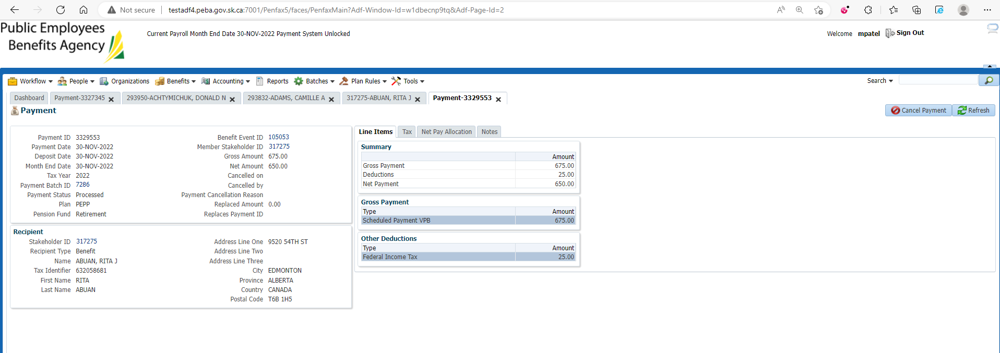 Not secure | testadf4.peba.gov.sk.ca:7001/Penfax5/faces/PenfaxMain?Adf-Window-Id=w1dbecnp9tq&Adf-Page-Id=2
Public Employees
Benefits Agency
Current Payroll Month End Date 30-NOV-2022 Payment System Unlocked
Welcome mpatel Sign Out
Workflow People Organizations Benefits Accounting Reports Batches Plan Rules Tools Search
Dashboard Payment-3327345 293950-ACHTYMICHUK, DONALD N 293832-ADAMS, CAMILLE A 317275-ABUAN, RITA J Payment-3329553
Payment
Cancel Payment Refresh
Payment ID 3329553
Payment Date 30-NOV-2022
Deposit Date 30-NOV-2022
Month End Date 30-NOV-2022
Tax Year 2022
Payment Batch ID 7286
Payment Status Processed
Plan PEPP
Pension Fund Retirement
Benefit Event ID 105053
Member Stakeholder ID 317275
Gross Amount 675.00
Net Amount 650.00
Cancelled on
Cancelled by
Payment Cancellation Reason
Replaced Amount 0.00
Replaces Payment ID
Recipient
Stakeholder ID 317275
Recipient Type Benefit
Name ABUAN, RITA J
Tax Identifier 632058681
First Name RITA
Last Name ABUAN
Address Line One 9520 54TH ST
Address Line Two
Address Line Three
City EDMONTON
Province ALBERTA
Country CANADA
Postal Code T6B 1H5
Line Items Tax Net Pay Allocation Notes
Summary
Amount
Gross Payment 675.00
Deductions 25.00
Net Payment 650.00
Gross Payment
Type Amount
Scheduled Payment VPB 675.00
Other Deductions
Type Amount
Federal Income Tax 25.00